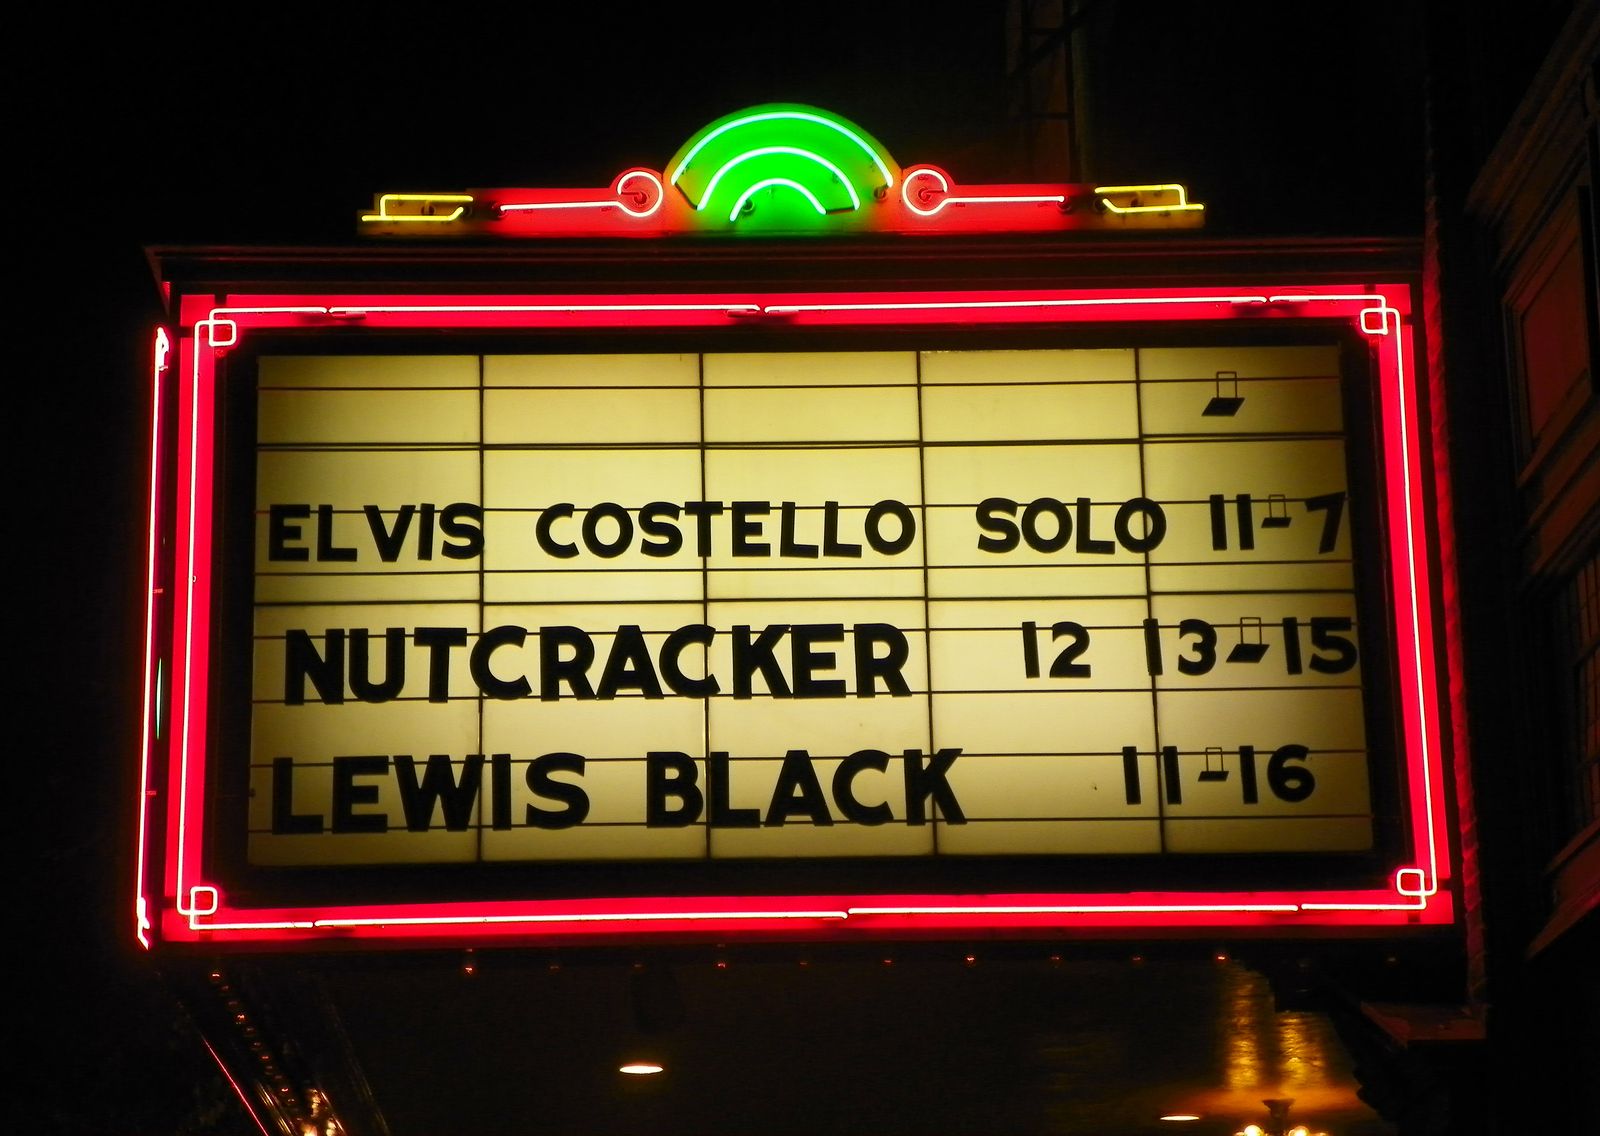 ELVIS COSTELLO SOLO 11-7
NUTCRACKER 12 13-15
LEWIS BLACK 11-16